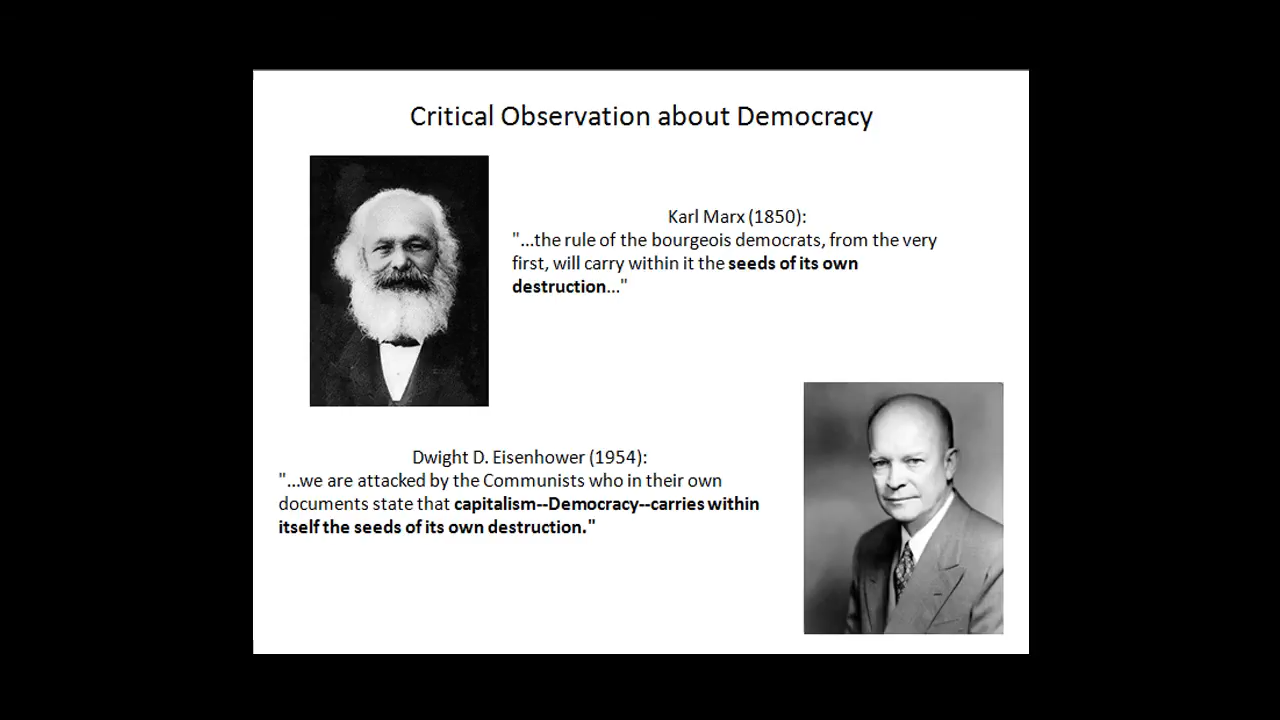 Critical Observation about Democracy
Karl Marx (1850):
"...the rule of the bourgeois democrats, from the very
first, will carry within it the seeds of its own
destruction..."
Dwight D. Eisenhower (1954):
"...we are attacked by the Communists who in their own
documents state that capitalism--Democracy--carries within
itself the seeds of its own destruction."